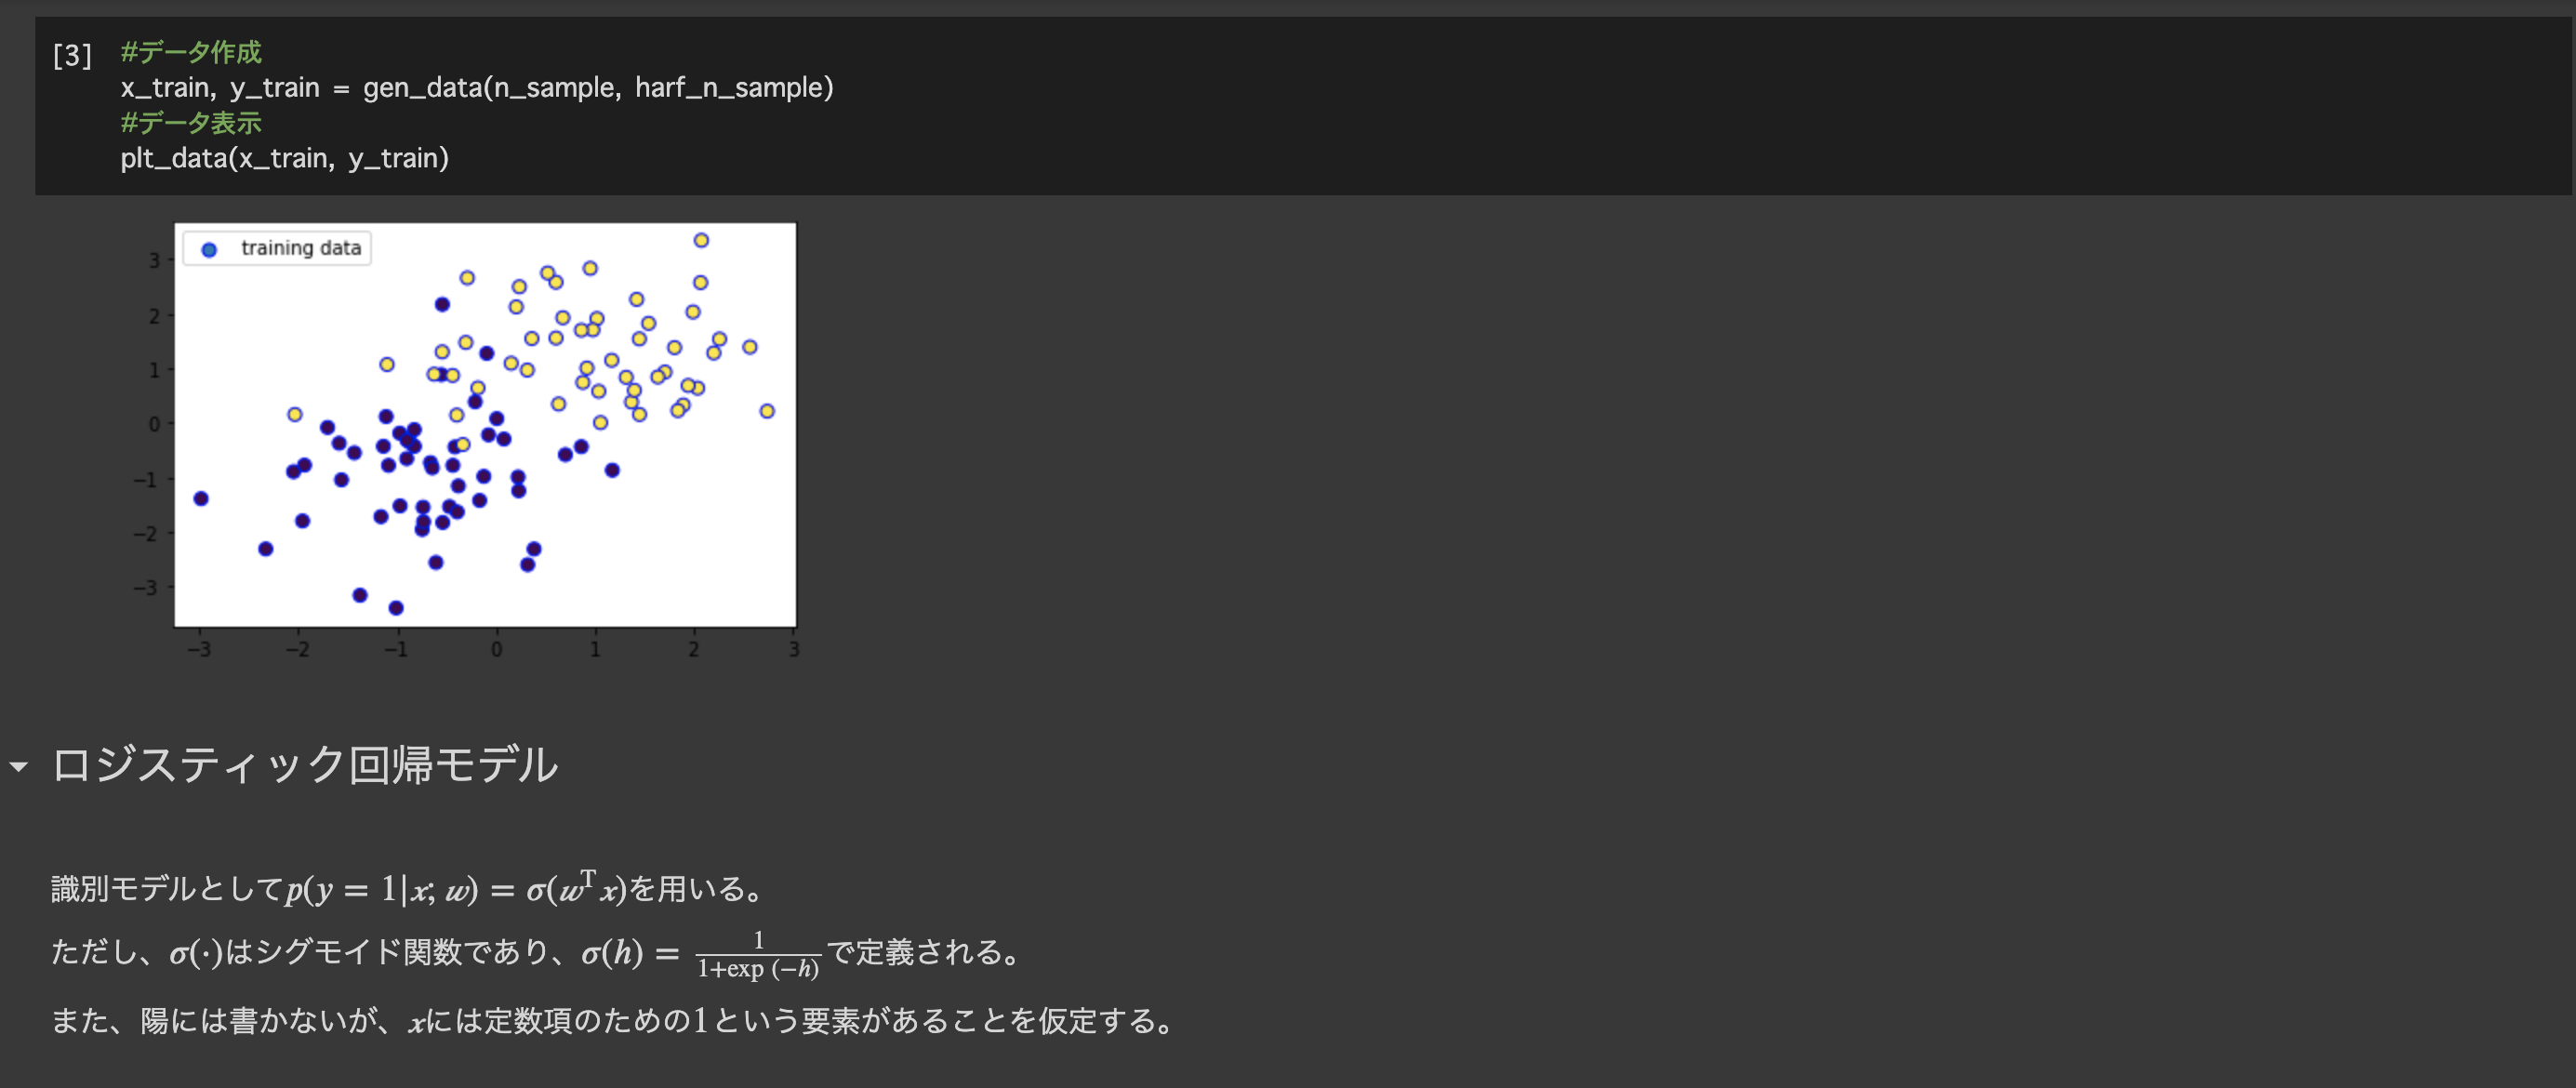 [3] #データ作成
x_train, y_train = gen_data(n_sample, harf_n_sample)
#データ表示
plt_data(x_train, y_train)
training data
3
2
1
0
−1
−2
−3
−3 −2 −1 0 1 2 3
ロジスティック回帰モデル
識別モデルとしてp(y = 1|x; w) = σ(wᵀx)を用いる。
ただし、σ(·)はシグモイド関数であり、σ(h) = 1/1+exp (−h)で定義される。
また、陽には書かないが、xには定数項のための1という要素があることを仮定する。